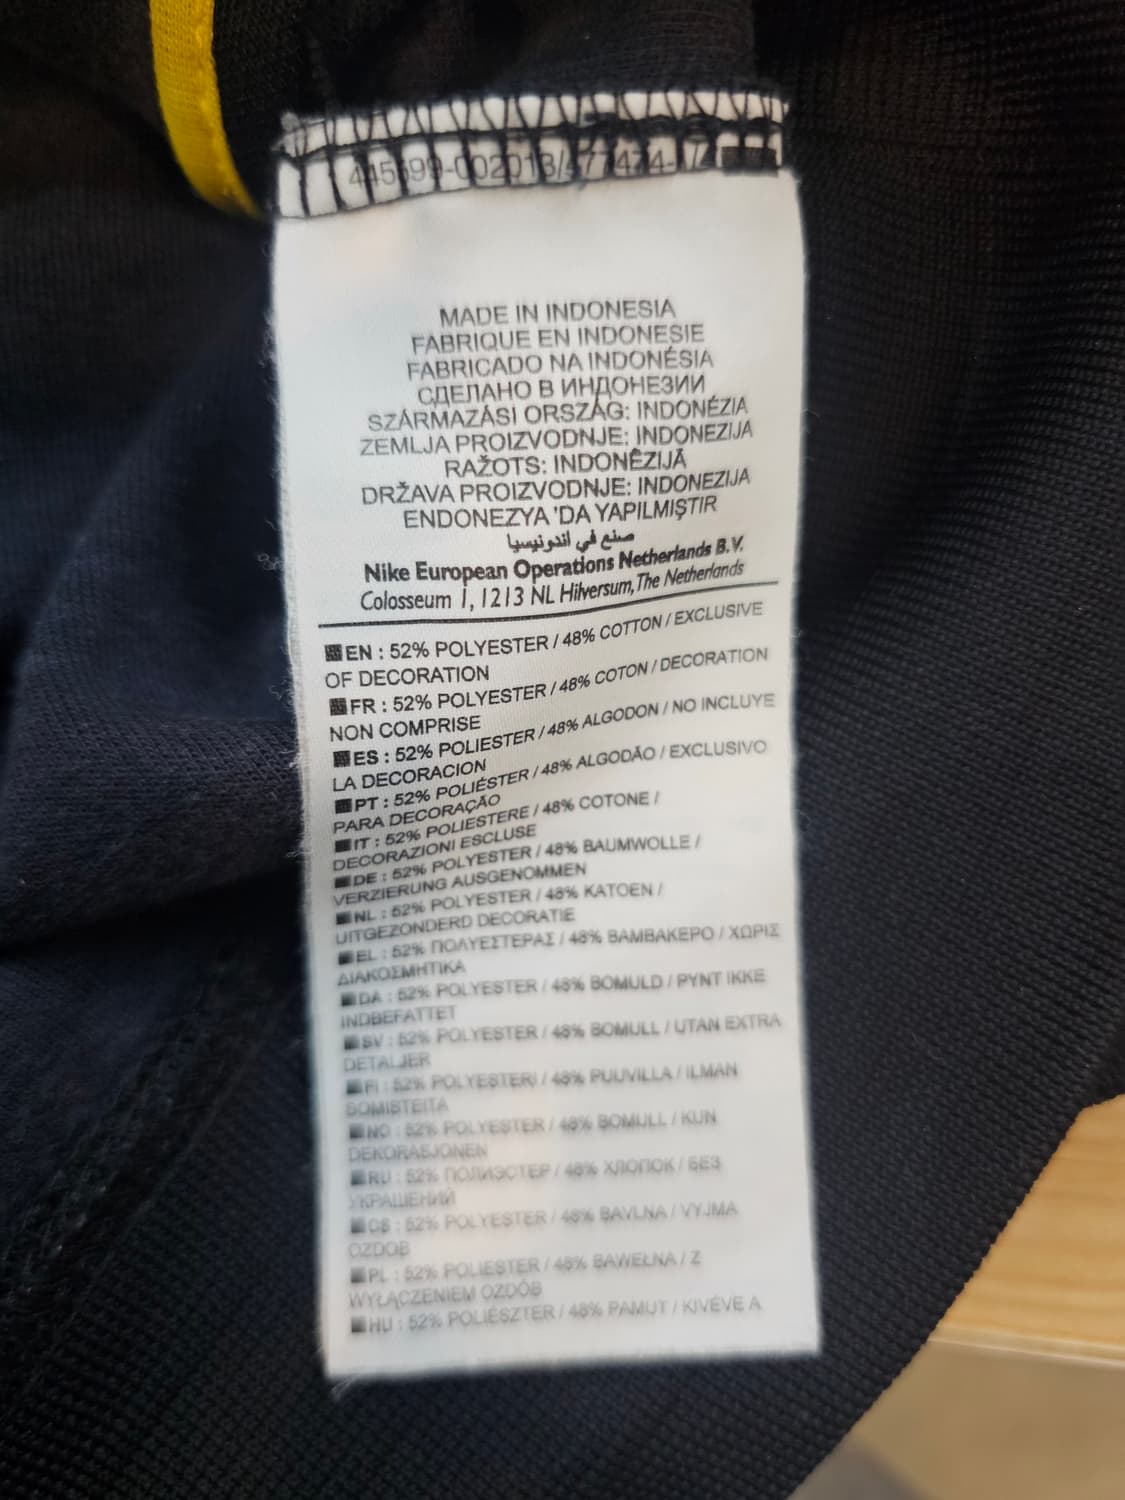 MADE IN INDONESIA
FABRIQUE EN INDONESIE
FABRICADO NA INDONÉSIA
СДЕЛАНО В ИНДОНЕЗИИ
SZÁRMAZÁSI ORSZÁG: INDONÉZIA
ZEMLJA PROIZVODNJE: INDONEZIJA
RAŽOTS: INDONĒZIJĀ
DRŽAVA PROIZVODNJE: INDONEZIJA
ENDONEZYA 'DA YAPILMIŞTIR
صنع في اندونيسيا
Nike European Operations Netherlands B.V.
Colosseum 1, 1213 NL Hilversum, The Netherlands
EN : 52% POLYESTER / 48% COTTON / EXCLUSIVE
OF DECORATION
FR : 52% POLYESTER / 48% COTON / DECORATION
NON COMPRISE
ES : 52% POLIESTER / 48% ALGODON / NO INCLUYE
LA DECORACION
PT : 52% POLIÉSTER / 48% ALGODÃO / EXCLUSIVO
PARA DECORAÇÃO
IT : 52% POLIESTERE / 48% COTONE /
DECORAZIONI ESCLUSE
DE : 52% POLYESTER / 48% BAUMWOLLE /
VERZIERUNG AUSGENOMMEN
NL : 52% POLYESTER / 48% KATOEN /
UITGEZONDERD DECORATIE
EL : 52% ΠΟΛΥΕΣΤΕΡΑΣ / 48% ΒΑΜΒΑΚΕΡΟ / ΧΩΡΙΣ
ΔΙΑΚΟΣΜΗΤΙΚΑ
DA : 52% POLYESTER / 48% BOMULD / PYNT IKKE
INDBEFATTET
SV : 52% POLYESTER / 48% BOMULL / UTAN EXTRA
DETALJER
FI : 52% POLYESTERI / 48% PUUVILLA / ILMAN
SOMISTEITA
NO : 52% POLYESTER / 48% BOMULL / KUN
DEKORASJONEN
RU : 52% ПОЛИЭСТЕР / 48% ХЛОПОК / БЕЗ
УКРАШЕНИЙ
CS : 52% POLYESTER / 48% BAVLNA / VYJMA
OZDOB
PL : 52% POLIESTER / 48% BAWEŁNA / Z
WYŁĄCZENIEM OZDÓB
HU : 52% POLIÉSZTER / 48% PAMUT / KIVÉVE A